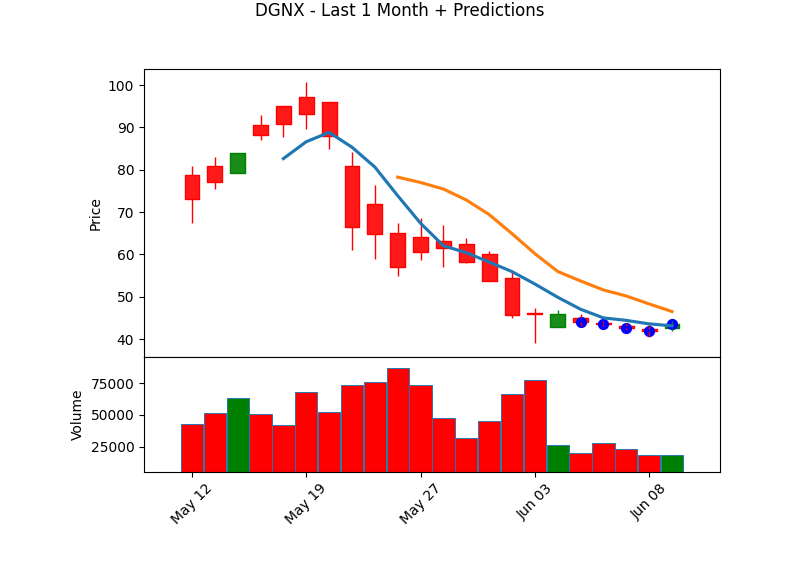 DGNX - Last 1 Month + Predictions
100
90
80
70
60
50
40
Price
75000
50000
25000
Volume
May 12
May 19
May 27
Jun 03
Jun 08